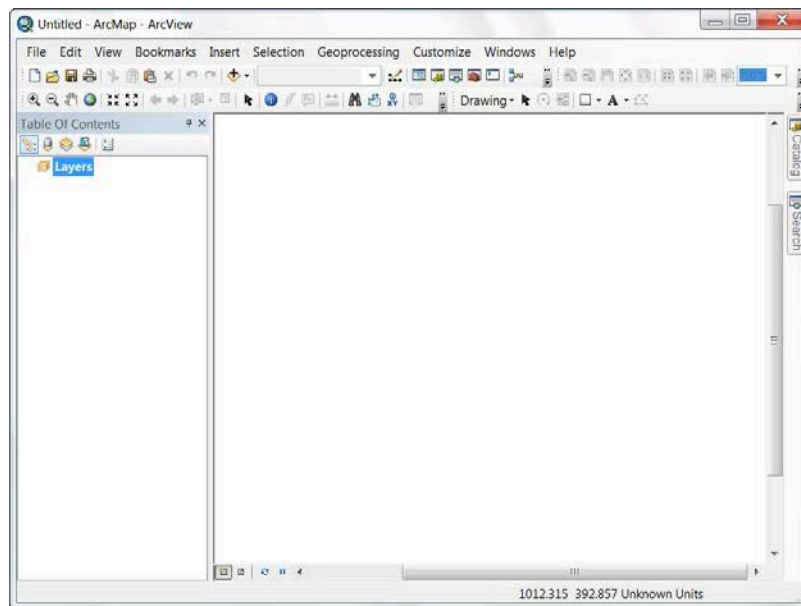 Untitled - ArcMap - ArcView
File Edit View Bookmarks Insert Selection Geoprocessing Customize Windows Help
Drawing
Table Of Contents
Layers
Catalog
Search
1012.315 392.857 Unknown Units